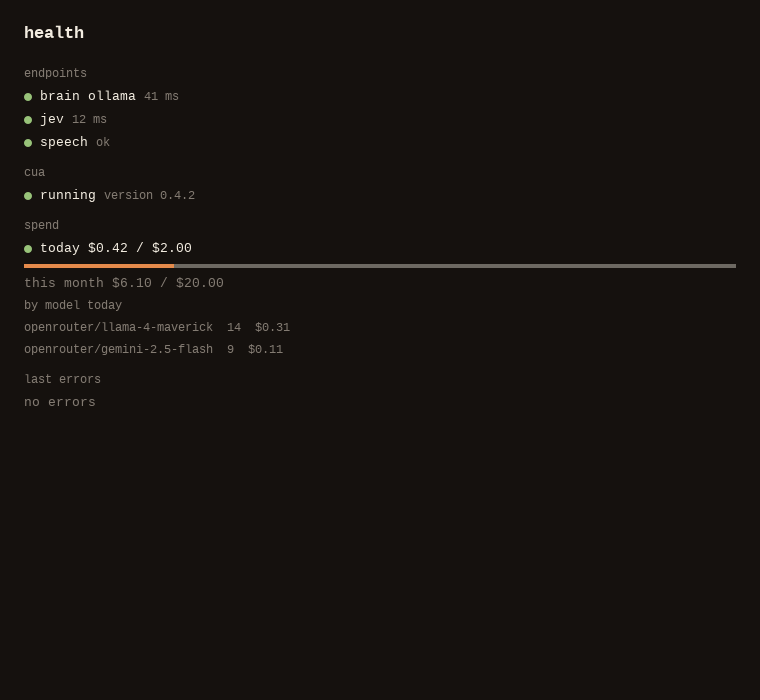 health
endpoints
brain ollama 41 ms
jev 12 ms
speech ok
cua
running version 0.4.2
spend
today $0.42 / $2.00
this month $6.10 / $20.00
by model today
openrouter/llama-4-maverick 14 $0.31
openrouter/gemini-2.5-flash 9 $0.11
last errors
no errors